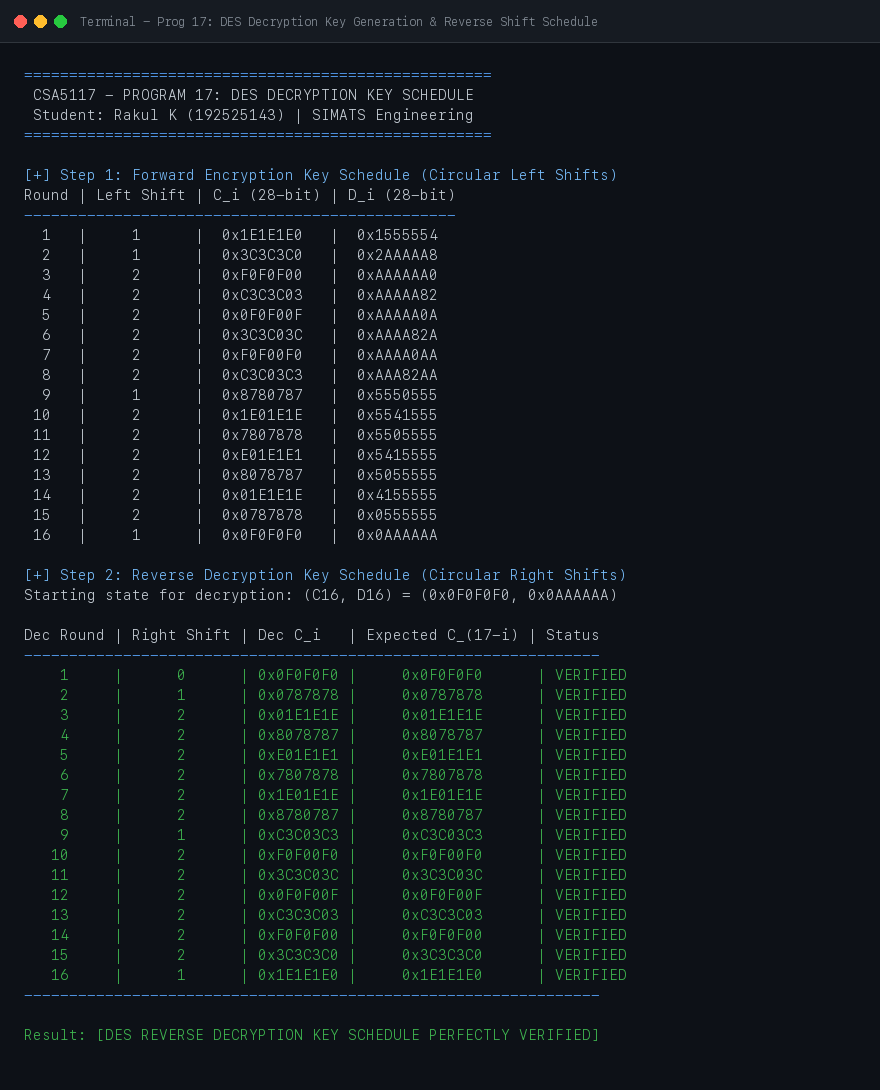 Terminal — Prog 17: DES Decryption Key Generation & Reverse Shift Schedule
====================================================
CSA5117 — PROGRAM 17: DES DECRYPTION KEY SCHEDULE
Student: Rakul K (192525143) | SIMATS Engineering
====================================================
[+] Step 1: Forward Encryption Key Schedule (Circular Left Shifts)
Round | Left Shift | C_i (28-bit) | D_i (28-bit)
------------------------------------------------
1 | 1 | 0x1E1E1E0 | 0x1555554
2 | 1 | 0x3C3C3C0 | 0x2AAAAA8
3 | 2 | 0xF0F0F00 | 0xAAAAAA0
4 | 2 | 0xC3C3C03 | 0xAAAAA82
5 | 2 | 0x0F0F00F | 0xAAAAA0A
6 | 2 | 0x3C3C03C | 0xAAAA82A
7 | 2 | 0xF0F00F0 | 0xAAAA0AA
8 | 2 | 0xC3C03C3 | 0xAAA82AA
9 | 1 | 0x8780787 | 0x5550555
10 | 2 | 0x1E01E1E | 0x5541555
11 | 2 | 0x7807878 | 0x5505555
12 | 2 | 0xE01E1E1 | 0x5415555
13 | 2 | 0x8078787 | 0x5055555
14 | 2 | 0x01E1E1E | 0x4155555
15 | 2 | 0x0787878 | 0x0555555
16 | 1 | 0x0F0F0F0 | 0x0AAAAAA
[+] Step 2: Reverse Decryption Key Schedule (Circular Right Shifts)
Starting state for decryption: (C16, D16) = (0x0F0F0F0, 0x0AAAAAA)
Dec Round | Right Shift | Dec C_i | Expected C_(17-i) | Status
----------------------------------------------------------------
1 | 0 | 0x0F0F0F0 | 0x0F0F0F0 | VERIFIED
2 | 1 | 0x0787878 | 0x0787878 | VERIFIED
3 | 2 | 0x01E1E1E | 0x01E1E1E | VERIFIED
4 | 2 | 0x8078787 | 0x8078787 | VERIFIED
5 | 2 | 0xE01E1E1 | 0xE01E1E1 | VERIFIED
6 | 2 | 0x7807878 | 0x7807878 | VERIFIED
7 | 2 | 0x1E01E1E | 0x1E01E1E | VERIFIED
8 | 2 | 0x8780787 | 0x8780787 | VERIFIED
9 | 1 | 0xC3C03C3 | 0xC3C03C3 | VERIFIED
10 | 2 | 0xF0F00F0 | 0xF0F00F0 | VERIFIED
11 | 2 | 0x3C3C03C | 0x3C3C03C | VERIFIED
12 | 2 | 0x0F0F00F | 0x0F0F00F | VERIFIED
13 | 2 | 0xC3C3C03 | 0xC3C3C03 | VERIFIED
14 | 2 | 0xF0F0F00 | 0xF0F0F00 | VERIFIED
15 | 2 | 0x3C3C3C0 | 0x3C3C3C0 | VERIFIED
16 | 1 | 0x1E1E1E0 | 0x1E1E1E0 | VERIFIED
----------------------------------------------------------------
Result: [DES REVERSE DECRYPTION KEY SCHEDULE PERFECTLY VERIFIED]